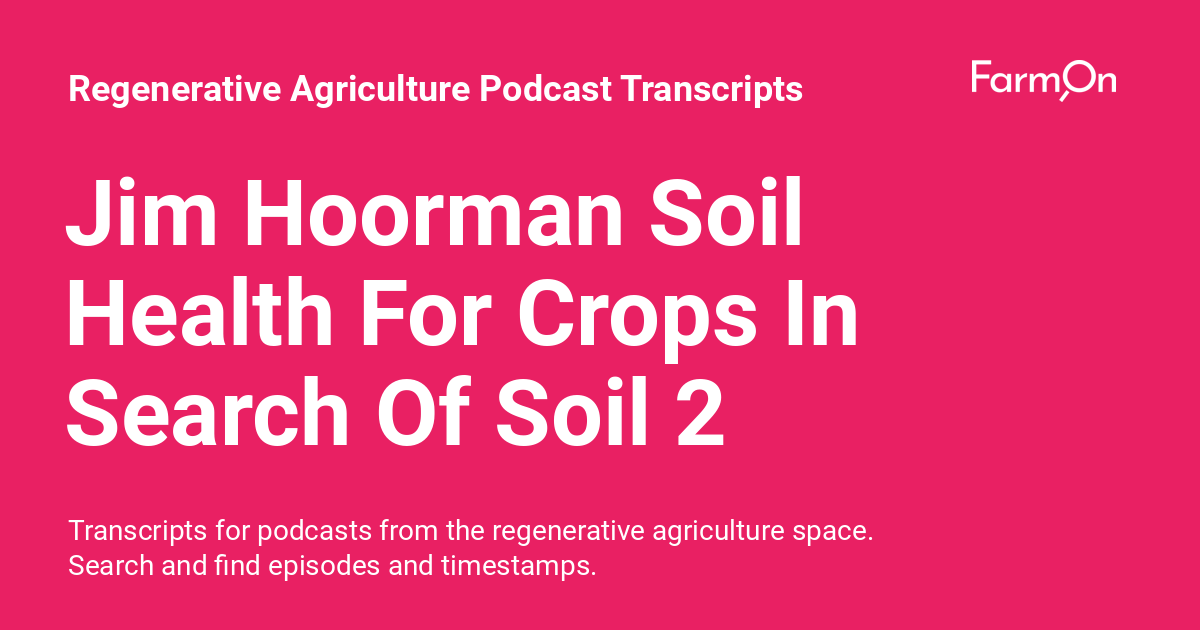 Regenerative Agriculture Podcast Transcripts
FarmOn
Jim Hoorman Soil
Health For Crops In
Search Of Soil 2
Transcripts for podcasts from the regenerative agriculture space.
Search and find episodes and timestamps.